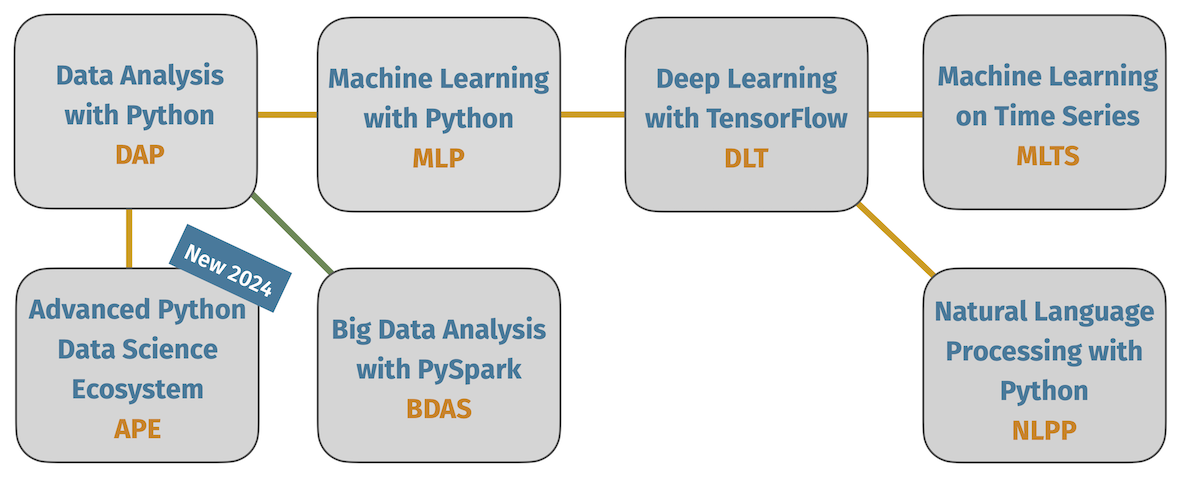 Data Analysis
with Python
DAP
Machine Learning
with Python
MLP
Deep Learning
with TensorFlow
DLT
Machine Learning
on Time Series
MLTS
New 2024
Advanced Python
Data Science
Ecosystem
APE
Big Data Analysis
with PySpark
BDAS
Natural Language
Processing with
Python
NLPP